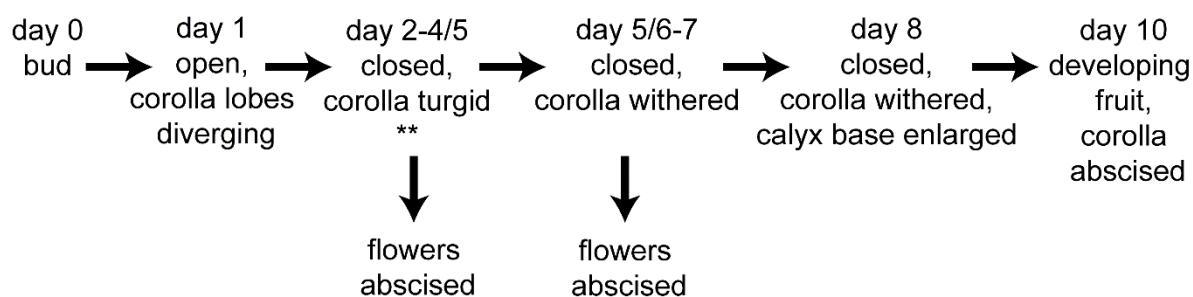 day 0
bud
day 1
open,
corolla lobes
diverging
day 2-4/5
closed,
corolla turgid
**
flowers
abscised
day 5/6-7
closed,
corolla withered
flowers
abscised
day 8
closed,
corolla withered,
calyx base enlarged
day 10
developing
fruit,
corolla
abscised